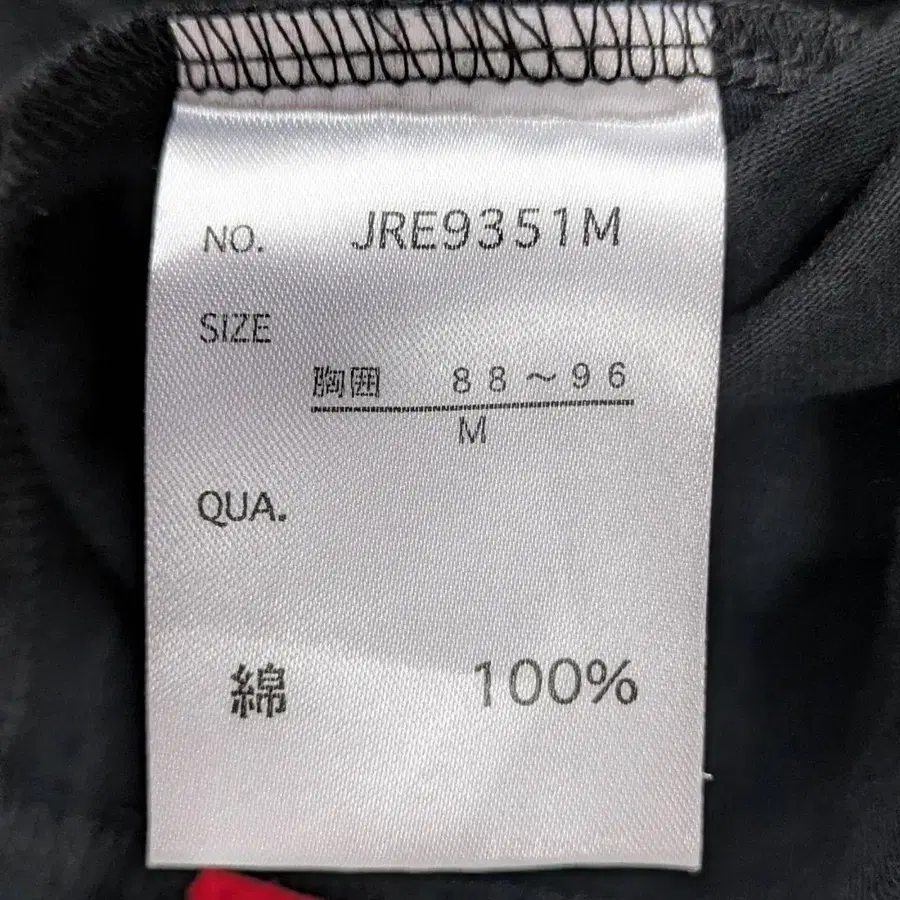 NO. JRE9351M
SIZE
胸囲 88～96
M
QUA.
綿 100%